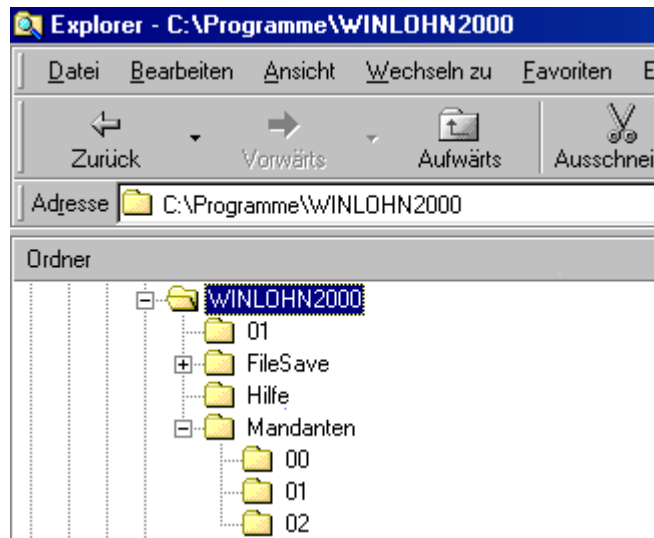 Explorer - C:\Programme\WINLOHN2000
Datei Bearbeiten Ansicht Wechseln zu Favoriten E
Zurück Vorwärts Aufwärts Ausschnei
Adresse C:\Programme\WINLOHN2000
Ordner
WINLOHN2000
01
FileSave
Hilfe
Mandanten
00
01
02